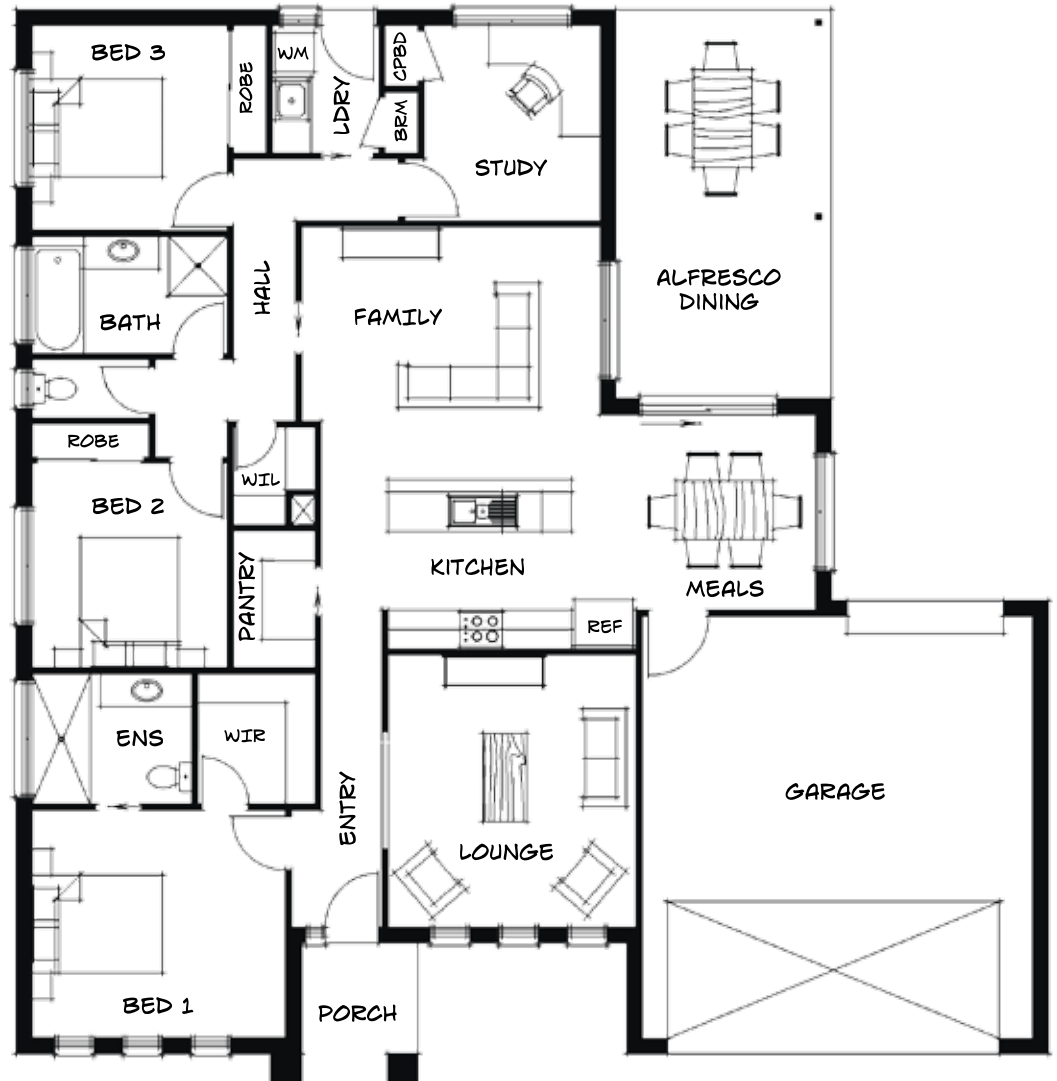 BED 3
ROBE
WM
LDRY
CPBD
BRM
STUDY
ALFRESCO
DINING
HALL
FAMILY
BATH
ROBE
WIL
BED 2
PANTRY
KITCHEN
MEALS
REF
ENS
WIR
ENTRY
LOUNGE
GARAGE
BED 1
PORCH